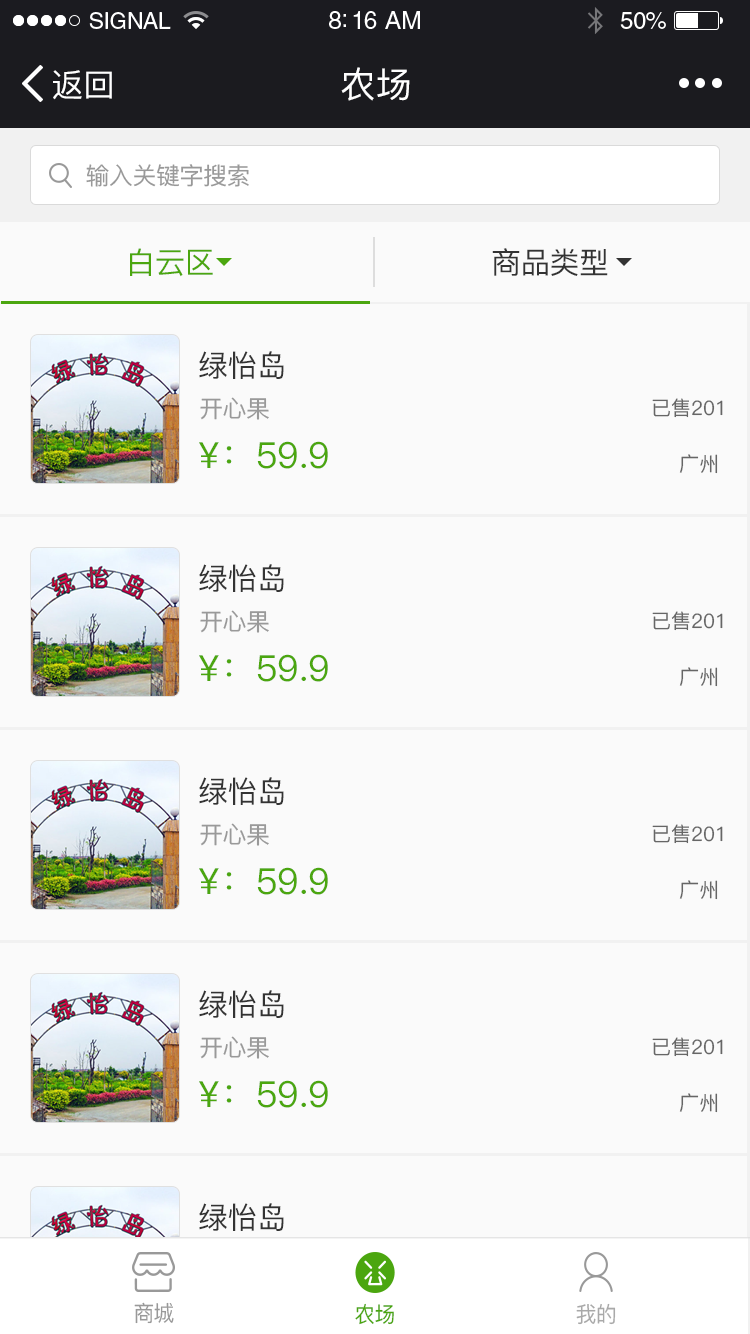 SIGNAL 8:16 AM 50%
返回 农场
输入关键字搜索
白云区 商品类型
绿怡岛
绿怡岛
开心果
已售201
¥：59.9
广州
绿怡岛
绿怡岛
开心果
已售201
¥：59.9
广州
绿怡岛
绿怡岛
开心果
已售201
¥：59.9
广州
绿怡岛
绿怡岛
开心果
已售201
¥：59.9
广州
绿怡岛
绿怡岛
商城 农场 我的